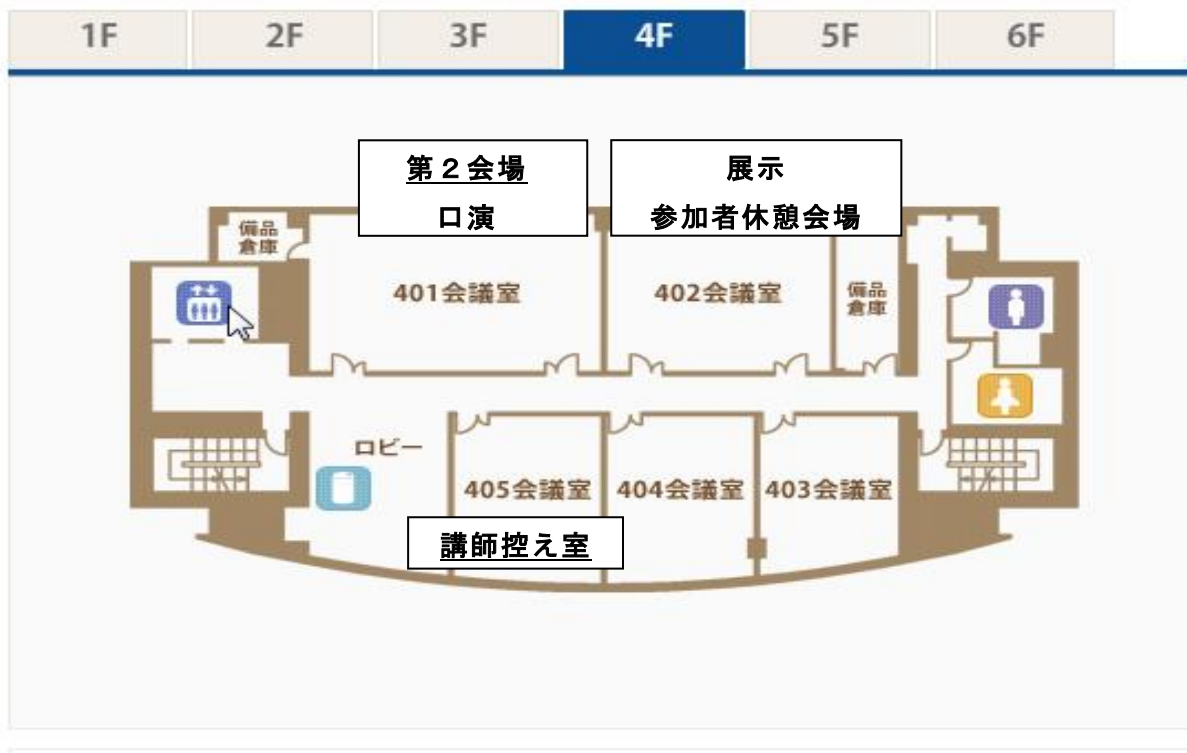 1F
2F
3F
4F
5F
6F
第２会場
口演
展示
参加者休憩会場
備品
倉庫
401会議室
402会議室
備品
倉庫
ロビー
405会議室
404会議室
403会議室
講師控え室